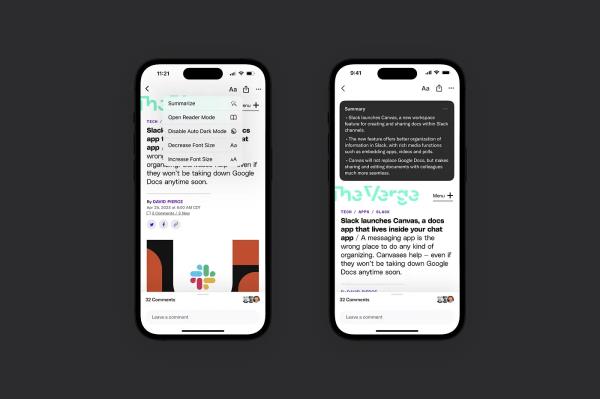 11:21
Aa
The
Summarize
Menu
Open Reader Mode
TECH /
Disable Auto Dark Mode
Slac
Decrease Font Size
Aa
app
Increase Font Size
AA
wrong
organizing. Canvases help — even if
they won't be taking down Google
Docs anytime soon.
By DAVID PIERCE
Apr 25, 2023 at 6:00 AM CDT
0 Comments / 0 New
32 Comments
Leave a comment
9:41
Aa
Summary
• Slack launches Canvas, a new workspace
feature for creating and sharing docs within Slack
channels.
• The new feature offers better organization of
information in Slack, with rich media functions
such as embedding apps, videos and polls.
• Canvas will not replace Google Docs, but makes
sharing and editing documents with colleagues
much more seamless.
The Verge
Menu
TECH / APPS / SLACK
Slack launches Canvas, a docs
app that lives inside your chat
app / A messaging app is the
wrong place to do any kind of
organizing. Canvases help — even if
they won't be taking down Google
Docs anytime soon.
By DAVID PIERCE
32 Comments
Leave a comment